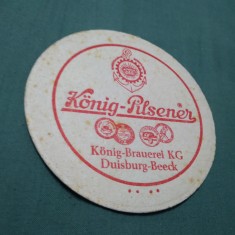 König-Pilsener
König-Brauerei KG
Duisburg-Beeck